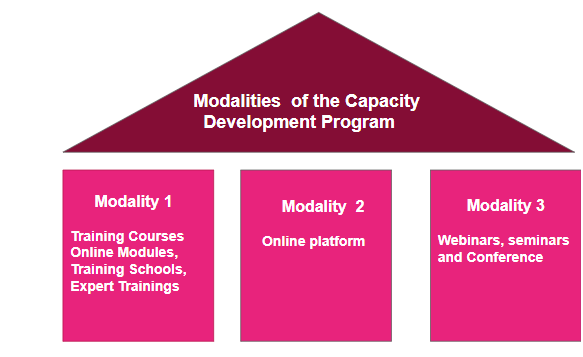 Modalities of the Capacity
Development Program
Modality 1
Training Courses
Online Modules,
Training Schools,
Expert Trainings
Modality 2
Online platform
Modality 3
Webinars, seminars
and Conference